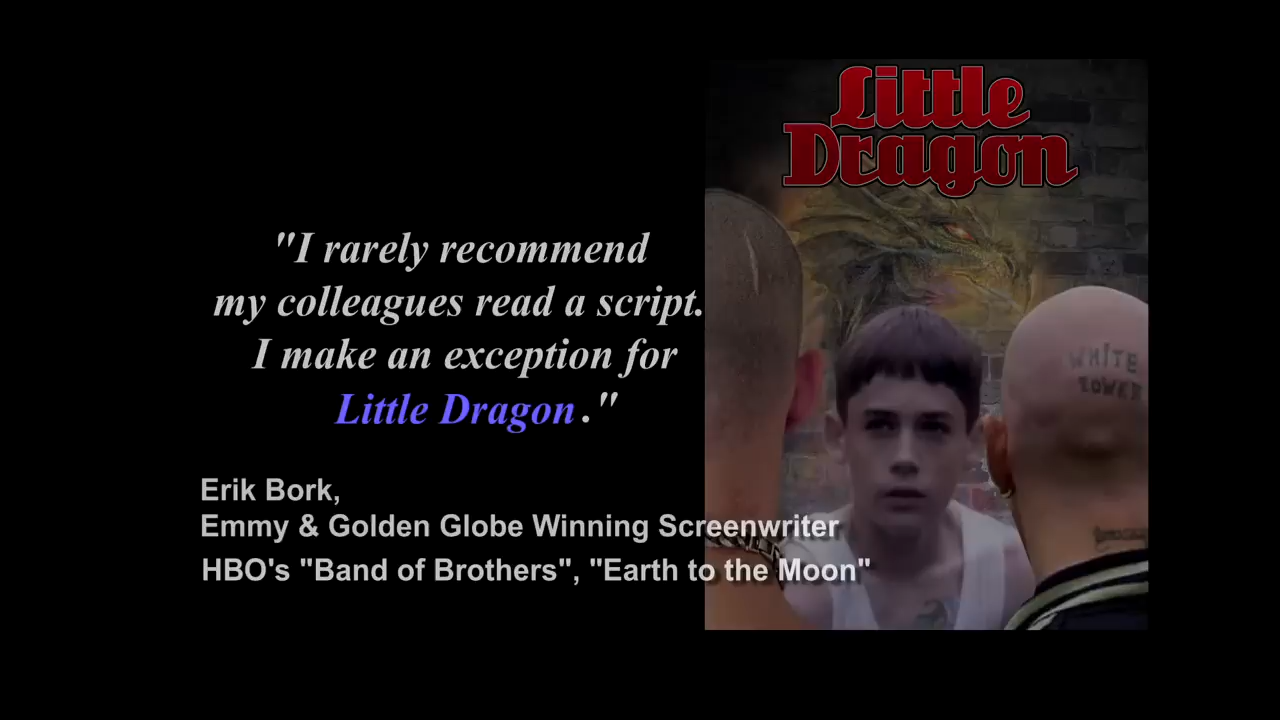 Little
Dragon
"I rarely recommend
my colleagues read a script.
I make an exception for
Little Dragon."
WHITE
POWER
Erik Bork,
Emmy & Golden Globe Winning Screenwriter
HBO's "Band of Brothers", "Earth to the Moon"